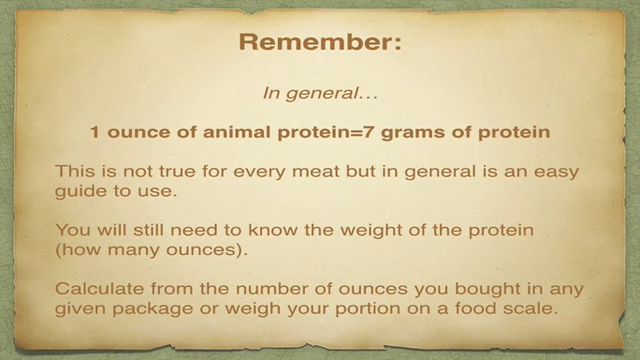 Remember:
In general...
1 ounce of animal protein=7 grams of protein
This is not true for every meat but in general is an easy
guide to use.
You will still need to know the weight of the protein
(how many ounces).
Calculate from the number of ounces you bought in any
given package or weigh your portion on a food scale.